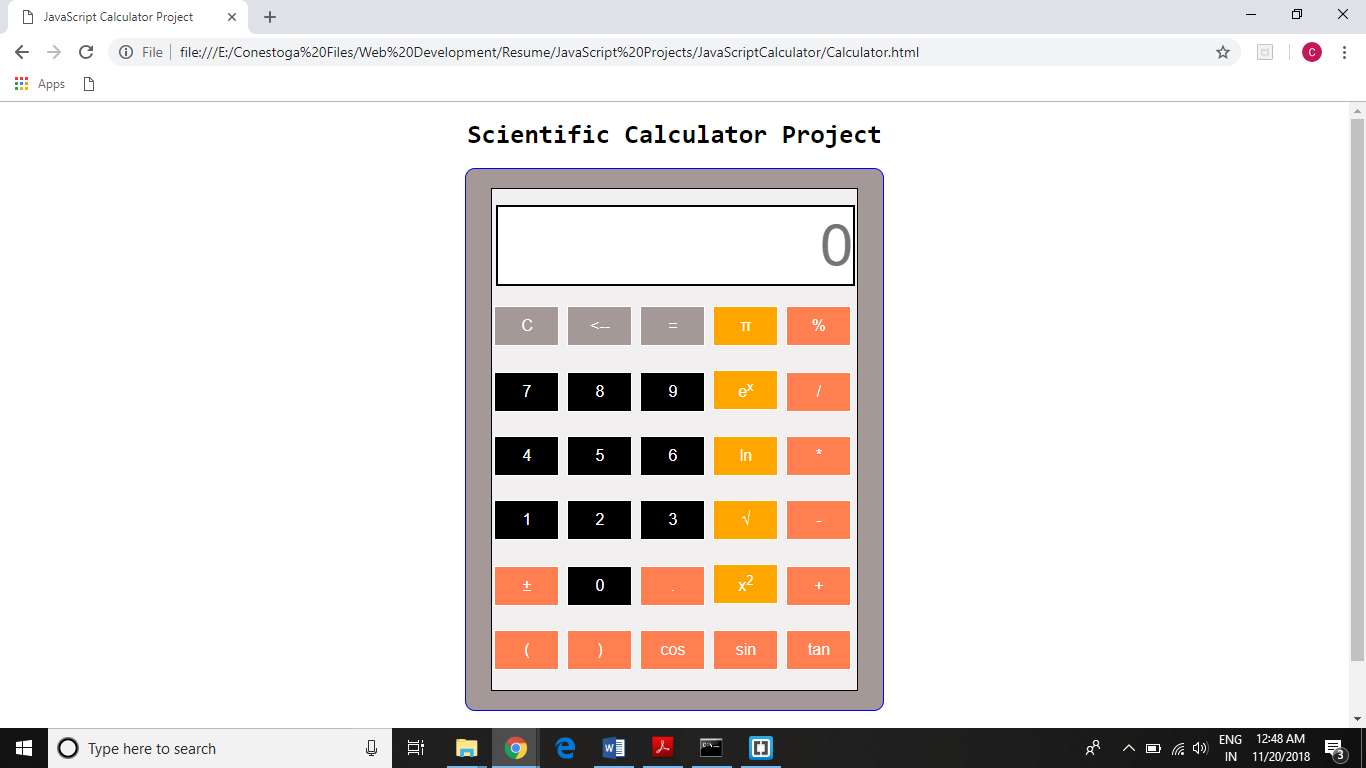 JavaScript Calculator Project
File file:///E:/Conestoga%20Files/Web%20Development/Resume/JavaScript%20Projects/JavaScriptCalculator/Calculator.html
C
Apps
Scientific Calculator Project
0
C <-- = π %
7 8 9 eˣ /
4 5 6 ln *
1 2 3 √ -
± 0 . x² +
( ) cos sin tan
Type here to search
ENG 12:48 AM
IN 11/20/2018
3